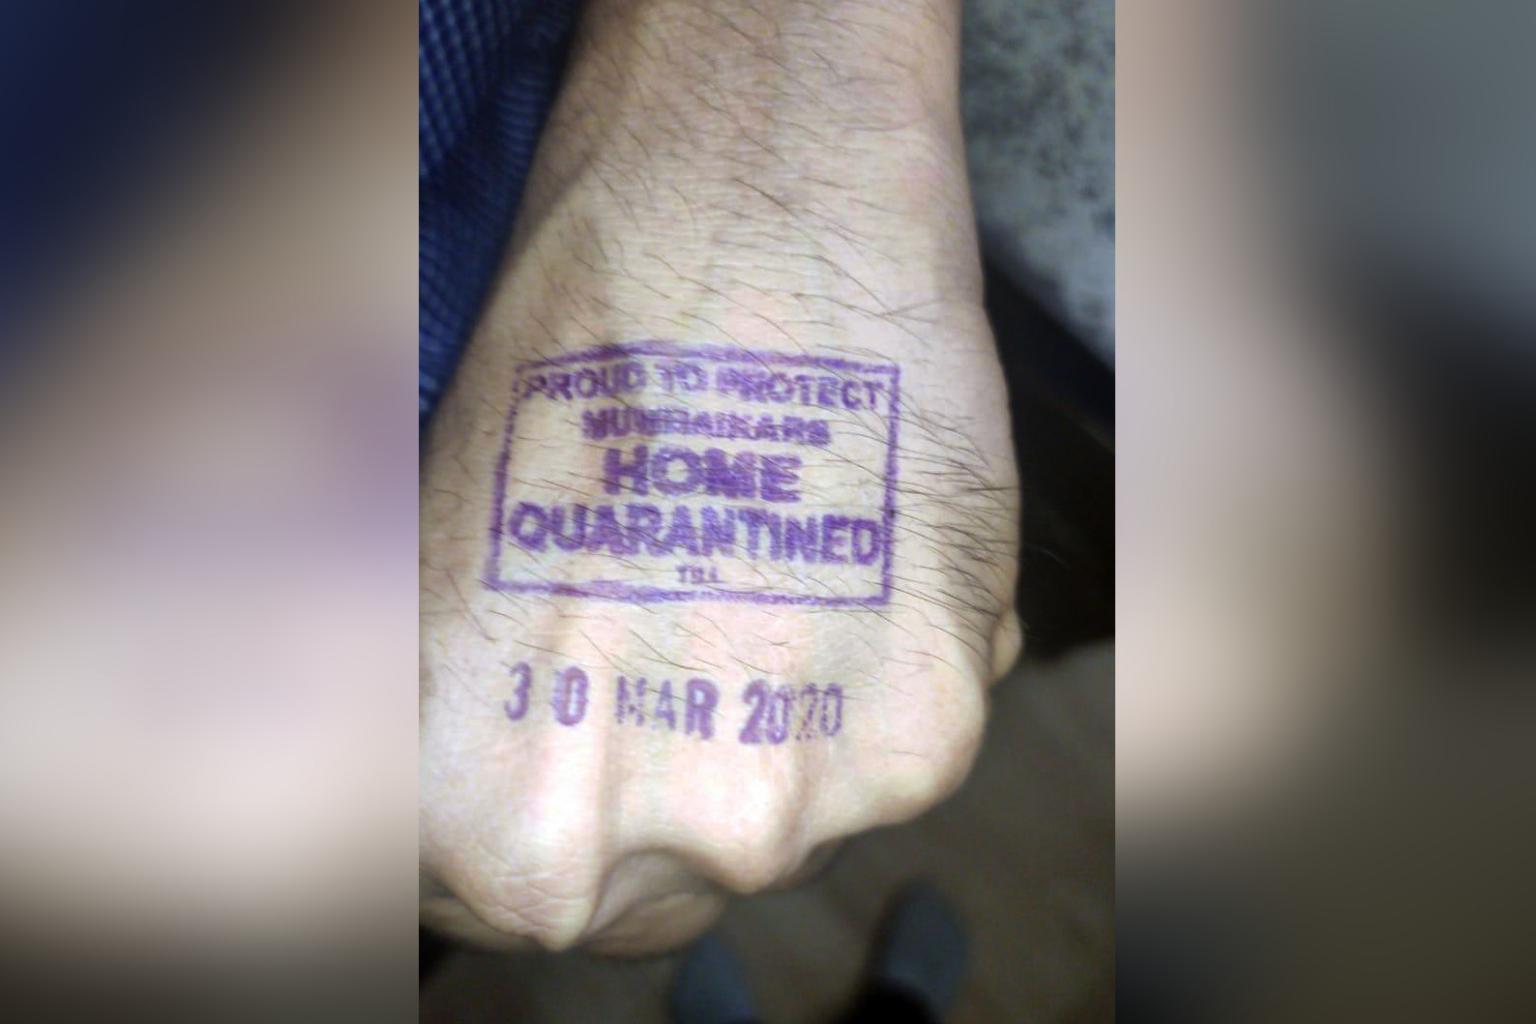 PROUD TO PROTECT
MUMBAIKARS
HOME
QUARANTINED
TILL
30 MAR 2020